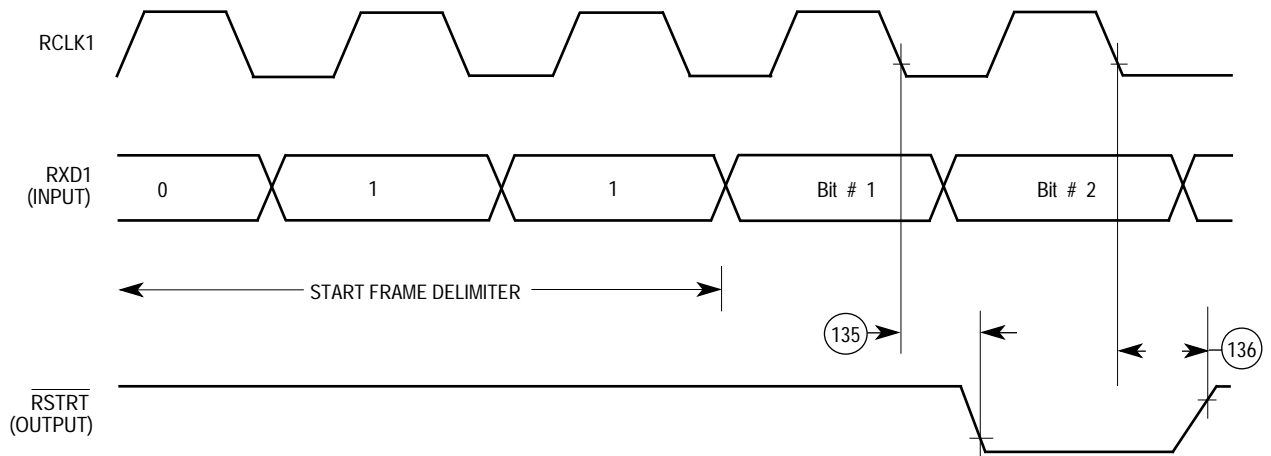 RCLK1
RXD1
(INPUT)
0 1 1 Bit # 1 Bit # 2
START FRAME DELIMITER
135
136
RSTRT
(OUTPUT)